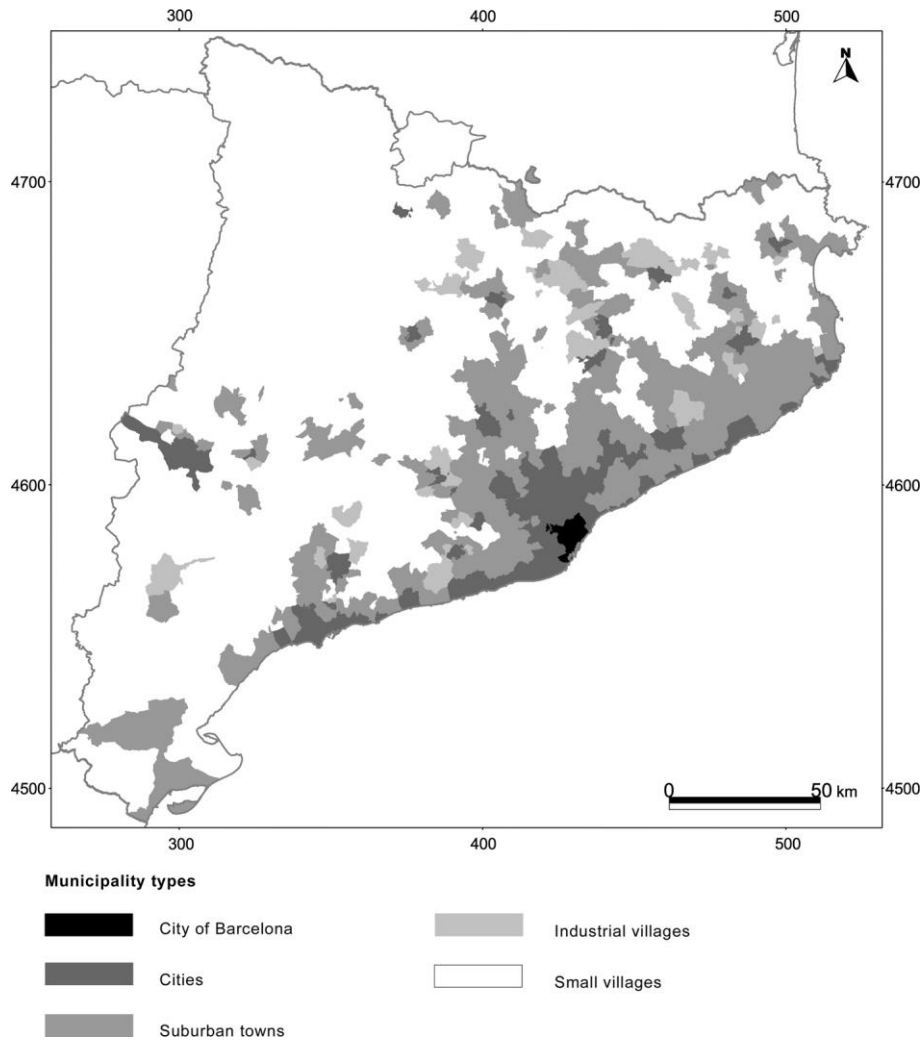 300 400 500
N
4700 4700
4600 4600
4500 4500
0 50 km
300 400 500
Municipality types
City of Barcelona Industrial villages
Cities Small villages
Suburban towns